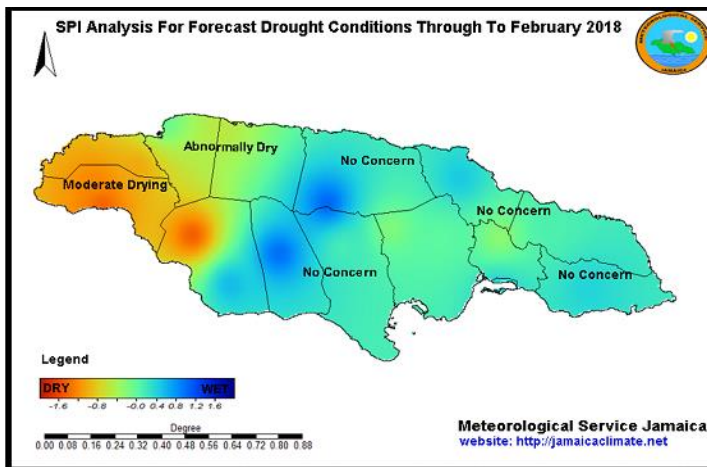 SPI Analysis For Forecast Drought Conditions Through To February 2018
METEOROLOGICAL SERVICE
JAMAICA
Abnormally Dry
No Concern
Moderate Drying
No Concern
No Concern
No Concern
Legend
DRY WET
-1.6 -0.8 -0.0 0.4 0.8 1.2 1.6
Degree
0.00 0.08 0.16 0.24 0.32 0.40 0.48 0.56 0.64 0.72 0.80 0.88
Meteorological Service Jamaica
website: http://jamaicaclimate.net